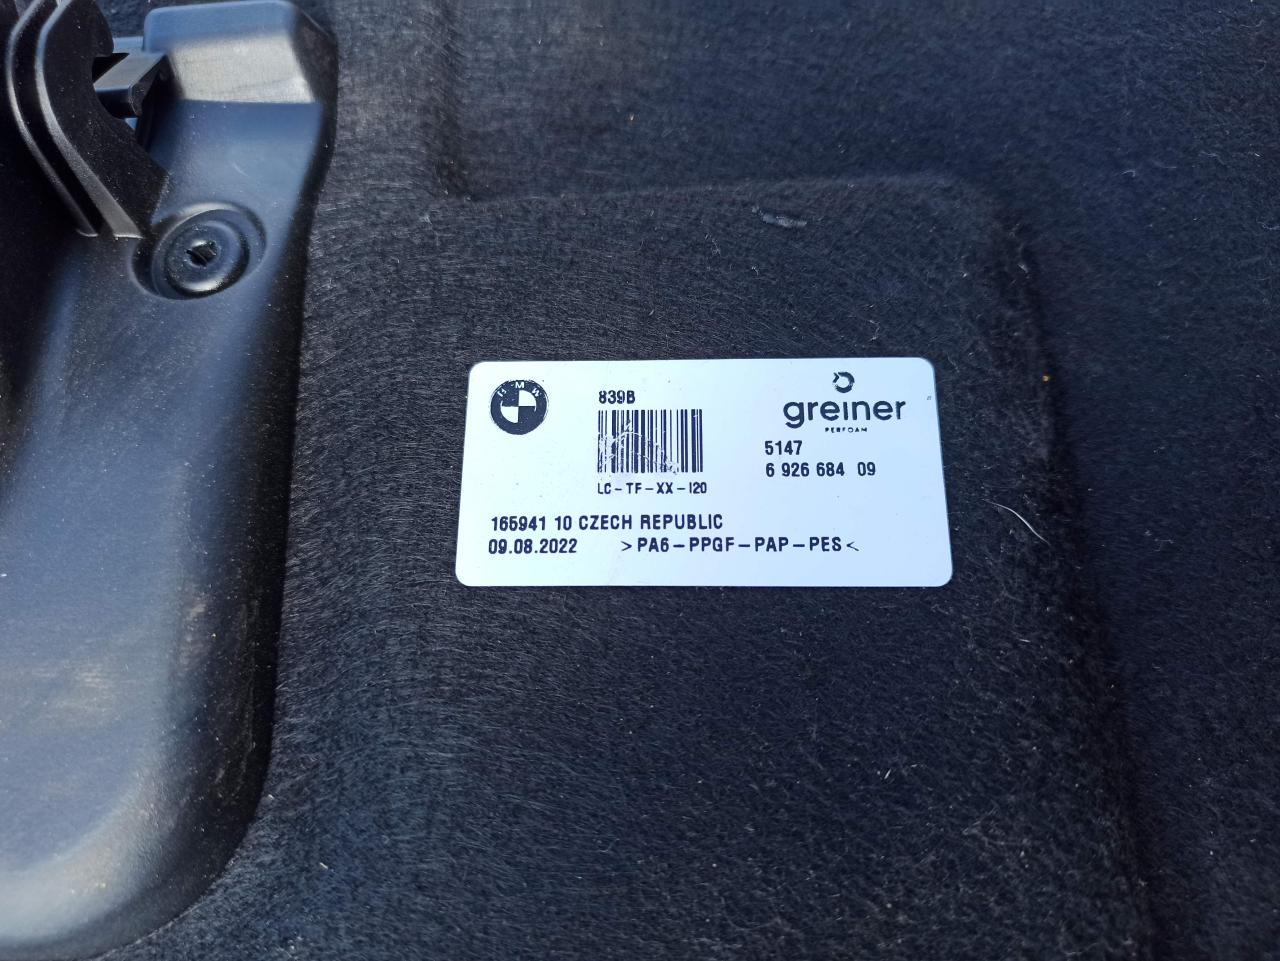 BMW
839B
greiner
PERFOAM
5147
6 926 684 09
LC-TF-XX-I20
165941 10 CZECH REPUBLIC
09.08.2022 >PA6-PPGF-PAP-PES<